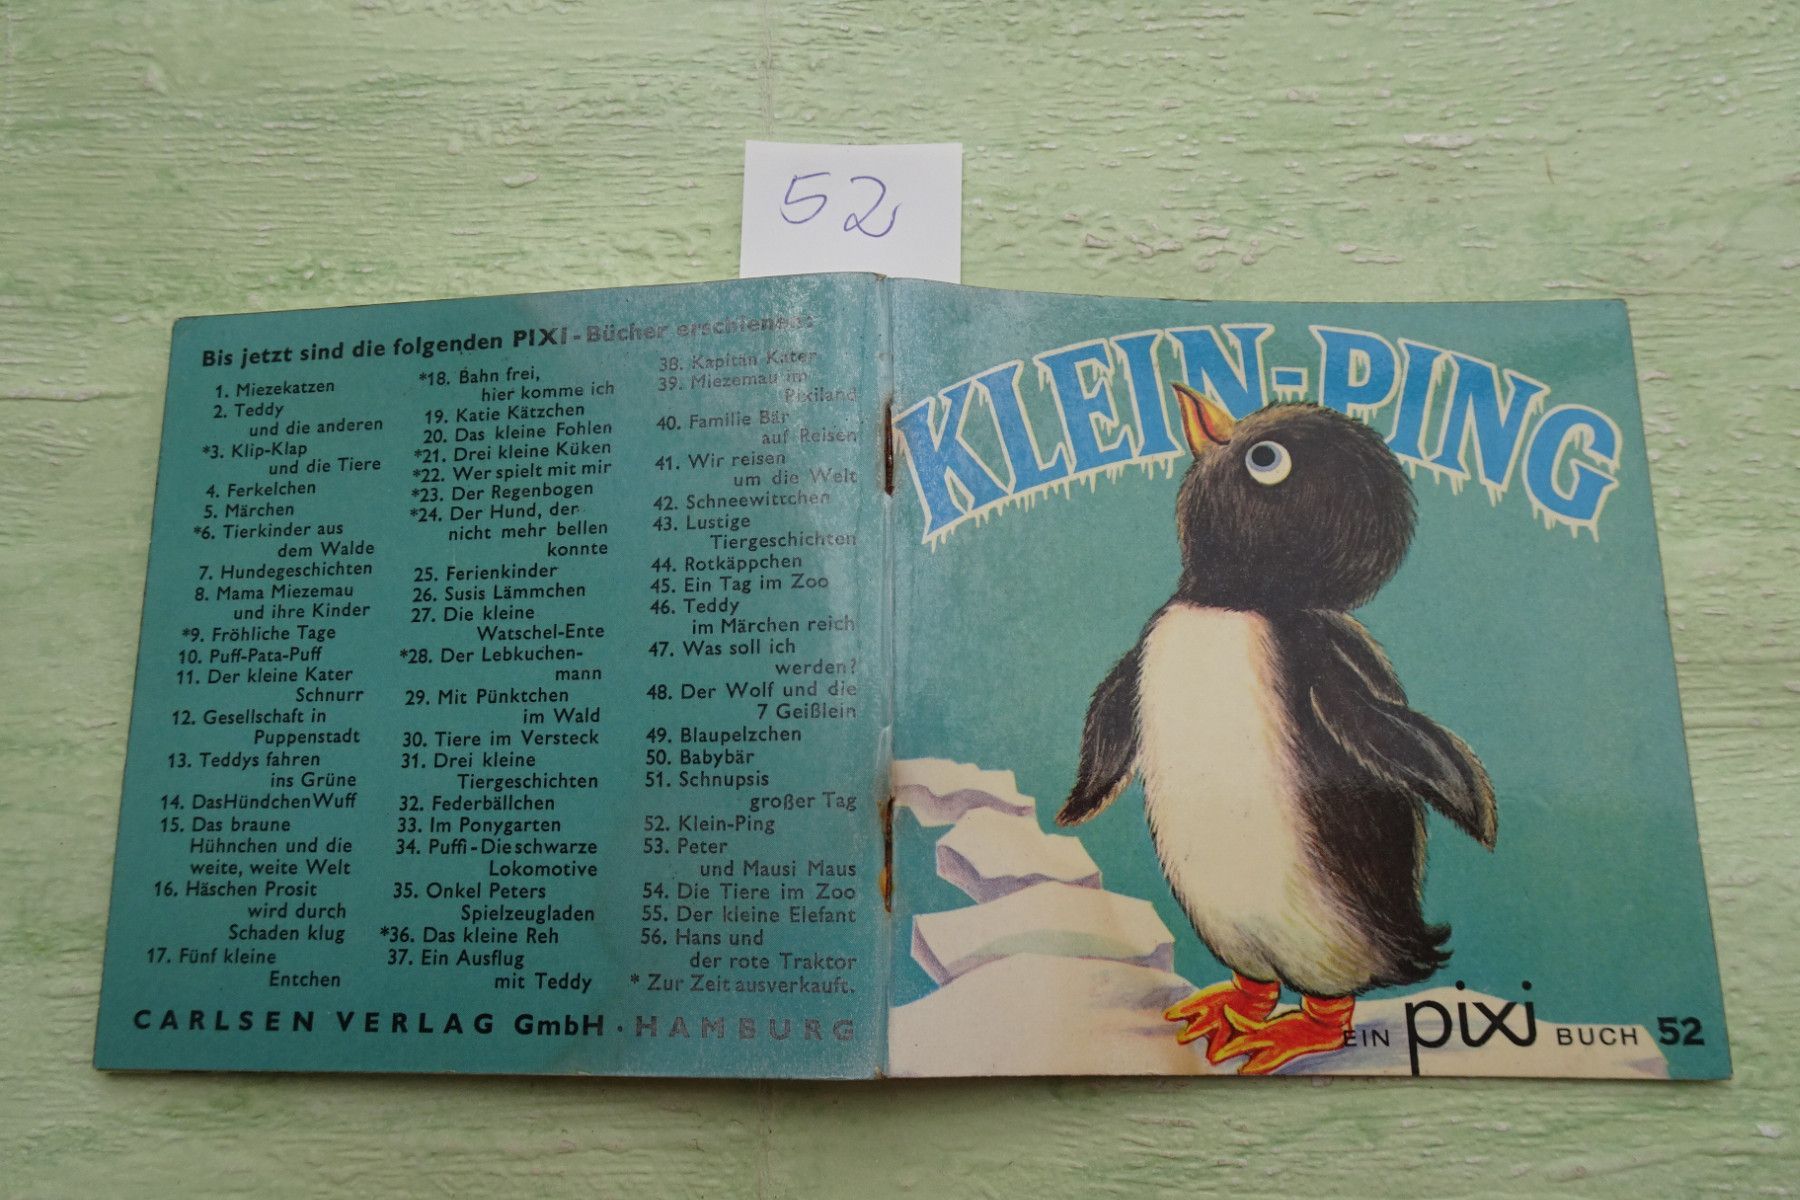 52
Bis jetzt sind die folgenden PIXI-Bücher erschienen:
1. Miezekatzen
2. Teddy
und die anderen
*3. Klip-Klap
und die Tiere
4. Ferkelchen
5. Märchen
*6. Tierkinder aus
dem Walde
7. Hundegeschichten
8. Mama Miezemau
und ihre Kinder
*9. Fröhliche Tage
10. Puff-Pata-Puff
11. Der kleine Kater
Schnurr
12. Gesellschaft in
Puppenstadt
13. Teddys fahren
ins Grüne
14. Das Hündchen Wuff
15. Das braune
Hühnchen und die
weite, weite Welt
16. Häschen Prosit
wird durch
Schaden klug
17. Fünf kleine
Entchen
*18. Bahn frei,
hier komme ich
19. Katie Kätzchen
20. Das kleine Fohlen
*21. Drei kleine Küken
*22. Wer spielt mit mir
*23. Der Regenbogen
*24. Der Hund, der
nicht mehr bellen
konnte
25. Ferienkinder
26. Susis Lämmchen
27. Die kleine
Watschel-Ente
*28. Der Lebkuchen-
mann
29. Mit Pünktchen
im Wald
30. Tiere im Versteck
31. Drei kleine
Tiergeschichten
32. Federbällchen
33. Im Ponygarten
34. Puffi-Die schwarze
Lokomotive
35. Onkel Peters
Spielzeugladen
*36. Das kleine Reh
37. Ein Ausflug
mit Teddy
38. Kapitän Kater
39. Miezemau im
Pixiland
40. Familie Bär
auf Reisen
41. Wir reisen
um die Welt
42. Schneewittchen
43. Lustige
Tiergeschichten
44. Rotkäppchen
45. Ein Tag im Zoo
46. Teddy
im Märchen reich
47. Was soll ich
werden?
48. Der Wolf und die
7 Geißlein
49. Blaupelzchen
50. Babybär
51. Schnupsis
großer Tag
52. Klein-Ping
53. Peter
und Mausi Maus
54. Die Tiere im Zoo
55. Der kleine Elefant
56. Hans und
der rote Traktor
* Zur Zeit ausverkauft.
CARLSEN VERLAG GmbH · HAMBURG
KLEIN-PING
EIN pixi BUCH 52